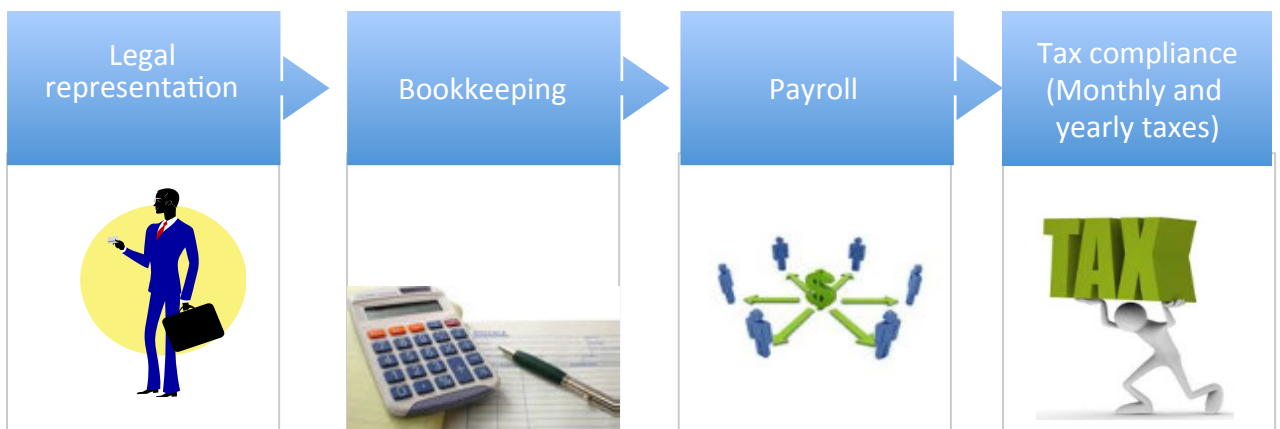 Legal
representation
Bookkeeping
Payroll
Tax compliance
(Monthly and
yearly taxes)
TAX